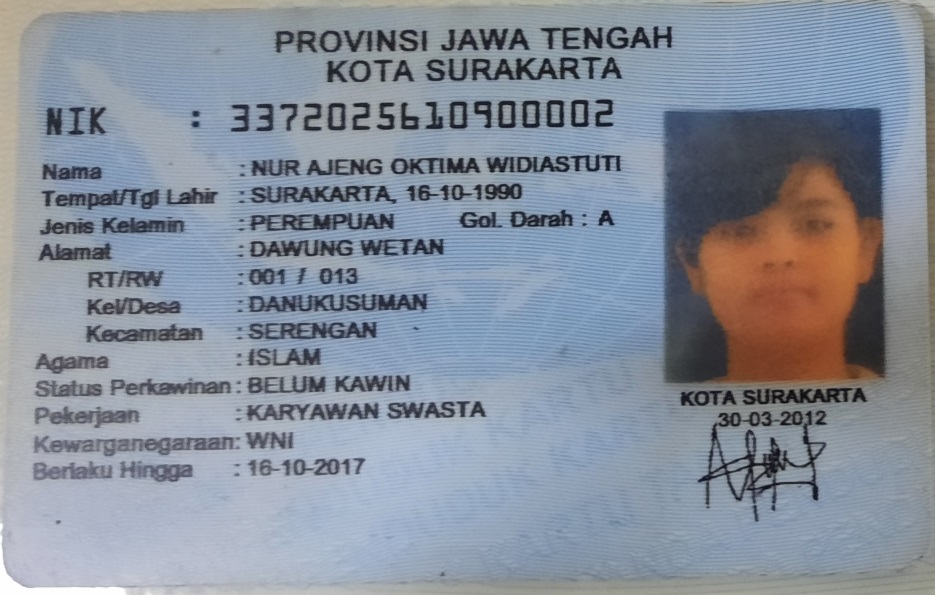 PROVINSI JAWA TENGAH
KOTA SURAKARTA
NIK : 3372025610900002
Nama : NUR AJENG OKTIMA WIDIASTUTI
Tempat/Tgl Lahir : SURAKARTA, 16-10-1990
Jenis Kelamin : PEREMPUAN Gol. Darah : A
Alamat : DAWUNG WETAN
RT/RW : 001 / 013
Kel/Desa : DANUKUSUMAN
Kecamatan : SERENGAN
Agama : ISLAM
Status Perkawinan : BELUM KAWIN
Pekerjaan : KARYAWAN SWASTA
Kewarganegaraan: WNI
Berlaku Hingga : 16-10-2017
KOTA SURAKARTA
30-03-2012